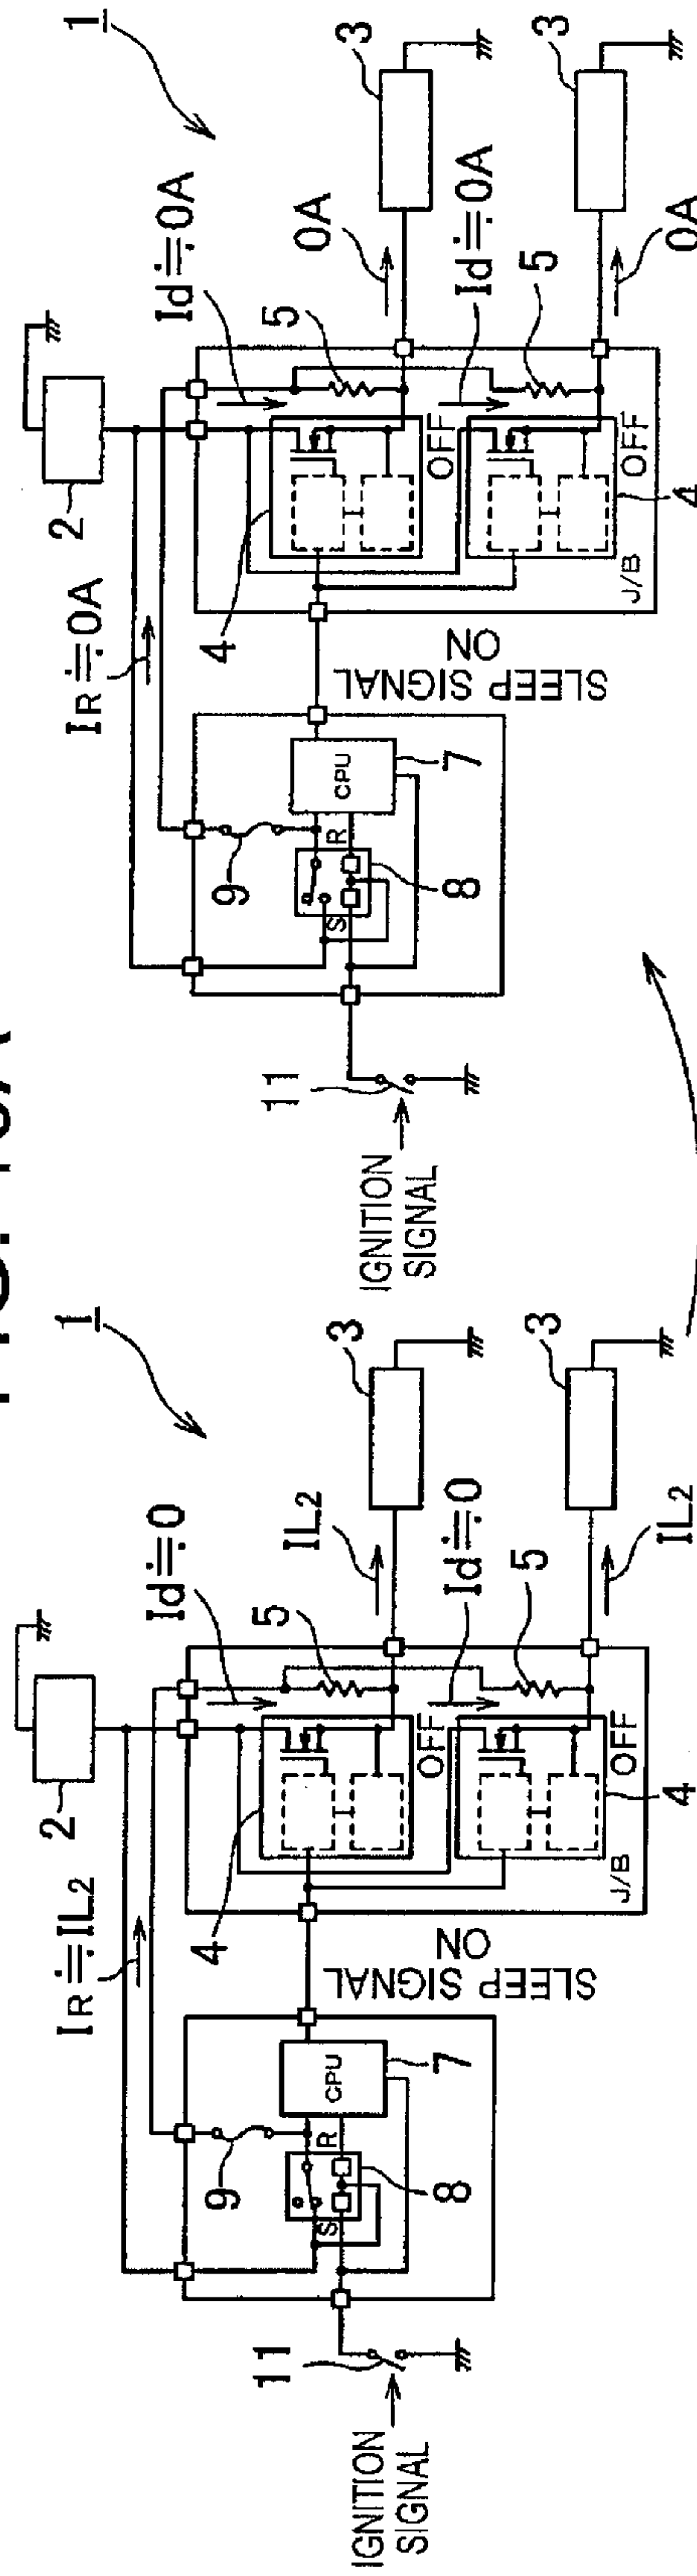 1
2
IR≒IL2
Id≒0
5
IL2
3
4
OFF
Id≒0
5
IL2
3
OFF
4
J/B
SLEEP SIGNAL
ON
CPU
7
9
R
S
8
11
IGNITION
SIGNAL
1
2
IR≒0A
Id≒0A
5
0A
3
4
OFF
Id≒0A
5
0A
3
OFF
4
J/B
SLEEP SIGNAL
ON
CPU
7
9
R
S
8
11
IGNITION
SIGNAL